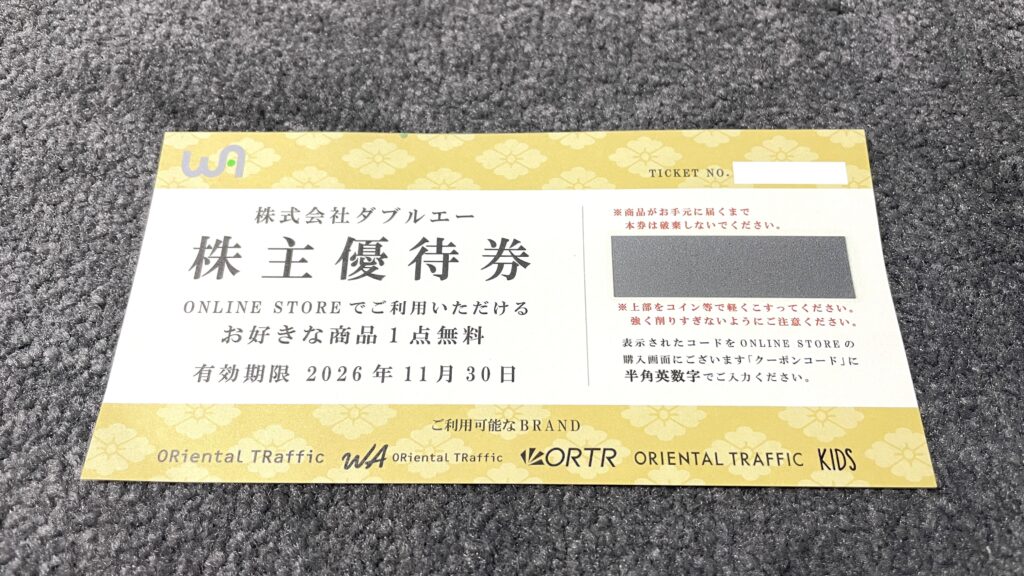 WA
TICKET NO.
株式会社ダブルエー
株主優待券
ONLINE STOREでご利用いただける
お好きな商品1点無料
有効期限 2026年11月30日
※商品がお手元に届くまで
本券は破棄しないでください。
※上部をコイン等で軽くこすってください。
強く削りすぎないようにご注意ください。
表示されたコードをONLINE STOREの
購入画面にございます「クーポンコード」に
半角英数字でご入力ください。
ご利用可能なBRAND
ORiental TRaffic
WA ORiental TRaffic
ORTR
ORIENTAL TRAFFIC KIDS